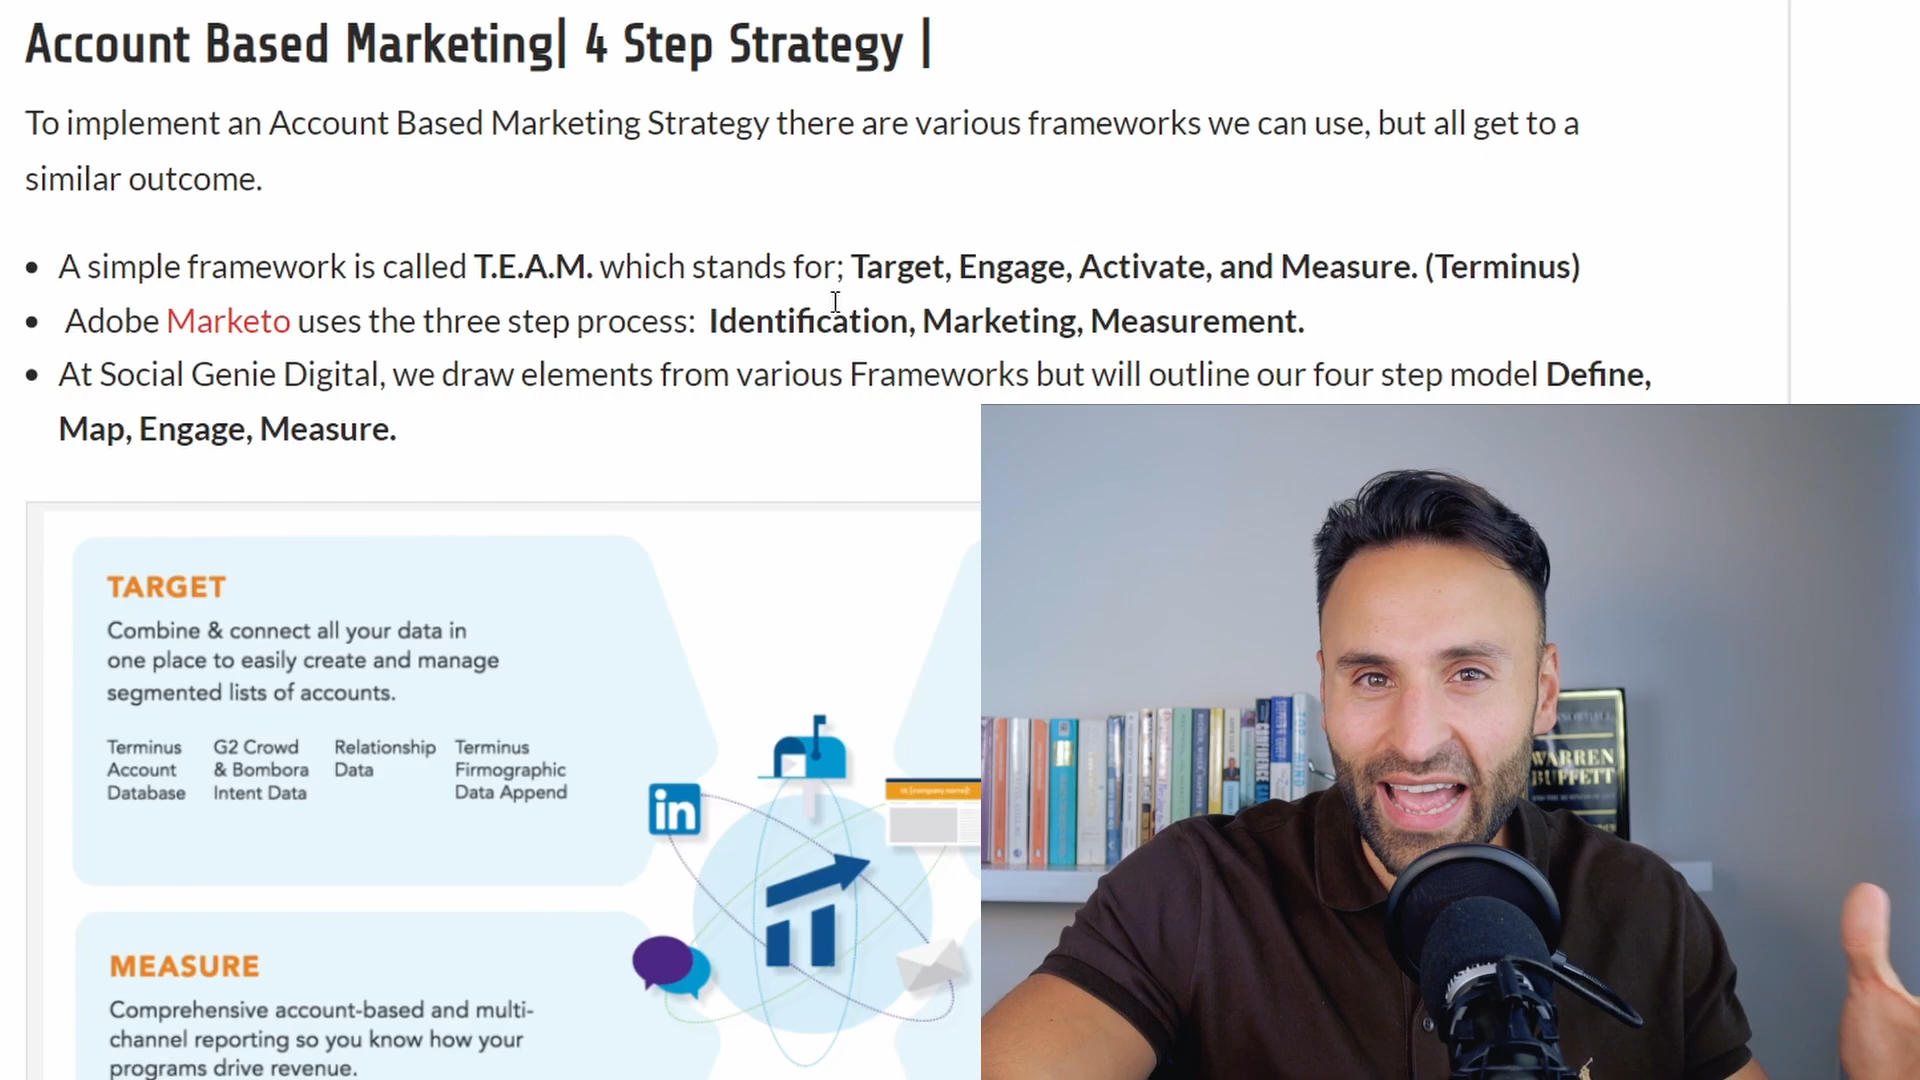 Account Based Marketing| 4 Step Strategy |
To implement an Account Based Marketing Strategy there are various frameworks we can use, but all get to a
similar outcome.
A simple framework is called T.E.A.M. which stands for; Target, Engage, Activate, and Measure. (Terminus)
Adobe Marketo uses the three step process: Identification, Marketing, Measurement.
At Social Genie Digital, we draw elements from various Frameworks but will outline our four step model Define,
Map, Engage, Measure.
TARGET
Combine & connect all your data in
one place to easily create and manage
segmented lists of accounts.
Terminus
Account
Database
G2 Crowd
& Bombora
Intent Data
Relationship
Data
Terminus
Firmographic
Data Append
in
MEASURE
Comprehensive account-based and multi-
channel reporting so you know how your
programs drive revenue.
WARREN
BUFFETT